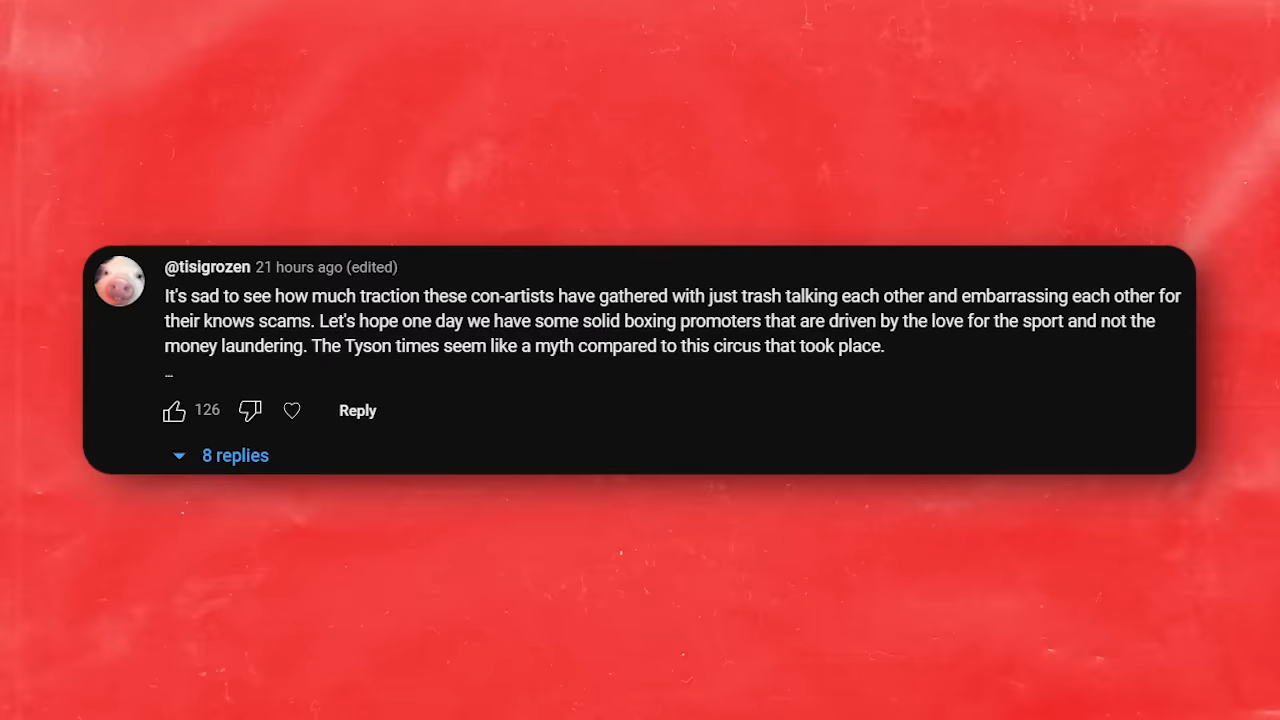 @tisigrozen 21 hours ago (edited)
It's sad to see how much traction these con-artists have gathered with just trash talking each other and embarrassing each other for
their knows scams. Let's hope one day we have some solid boxing promoters that are driven by the love for the sport and not the
money laundering. The Tyson times seem like a myth compared to this circus that took place.
...
126 Reply
8 replies